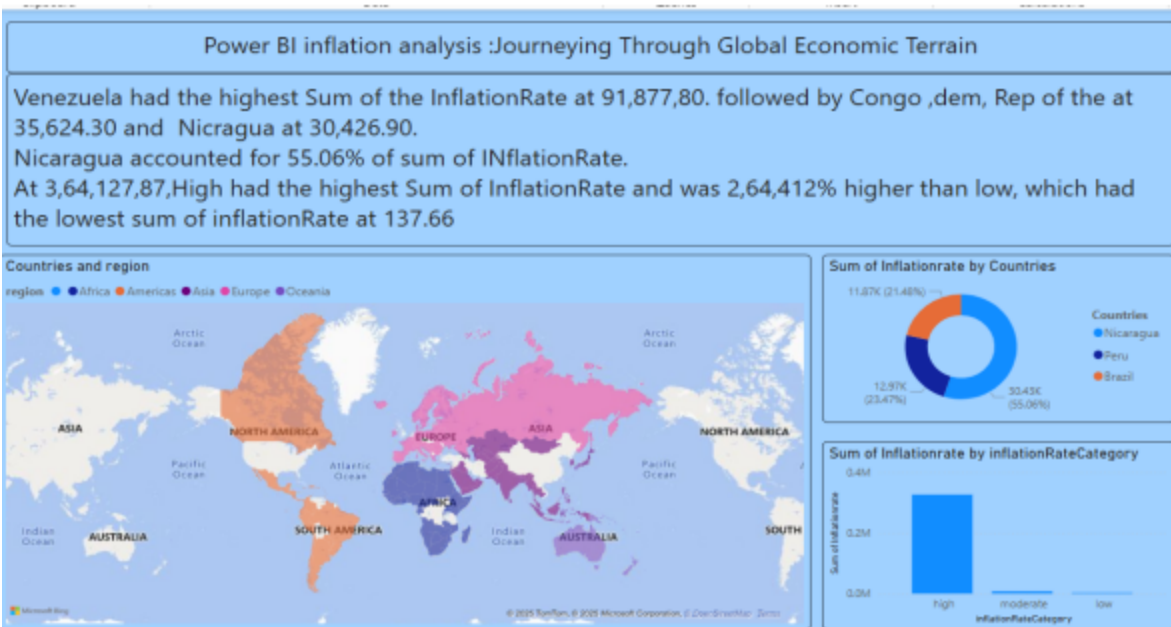 Power BI inflation analysis :Journeying Through Global Economic Terrain
Venezuela had the highest Sum of the InflationRate at 91,877,80. followed by Congo ,dem, Rep of the at
35,624.30 and Nicragua at 30,426.90.
Nicaragua accounted for 55.06% of sum of INflationRate.
At 3,64,127,87,High had the highest Sum of InflationRate and was 2,64,412% higher than low, which had
the lowest sum of inflationRate at 137.66
Countries and region
region Africa Americas Asia Europe Oceania
Arctic
Ocean
Arctic
Ocean
ASIA
NORTH AMERICA
EUROPE
ASIA
NORTH AMERICA
Pacific
Ocean
Atlantic
Ocean
Pacific
Ocean
AFRICA
Indian
Ocean
AUSTRALIA
SOUTH AMERICA
Indian
Ocean
AUSTRALIA
SOUTH
Microsoft Bing
© 2025 TomTom, © 2025 Microsoft Corporation, © OpenStreetMap Terms
Sum of Inflationrate by Countries
11.87K (21.48%)
Countries
Nicaragua
Peru
Brazil
12.97K
(23.47%)
30.43K
(55.06%)
Sum of Inflationrate by inflationRateCategory
0.4M
0.2M
0.0M
Sum of Inflationrate
high moderate low
inflationRateCategory